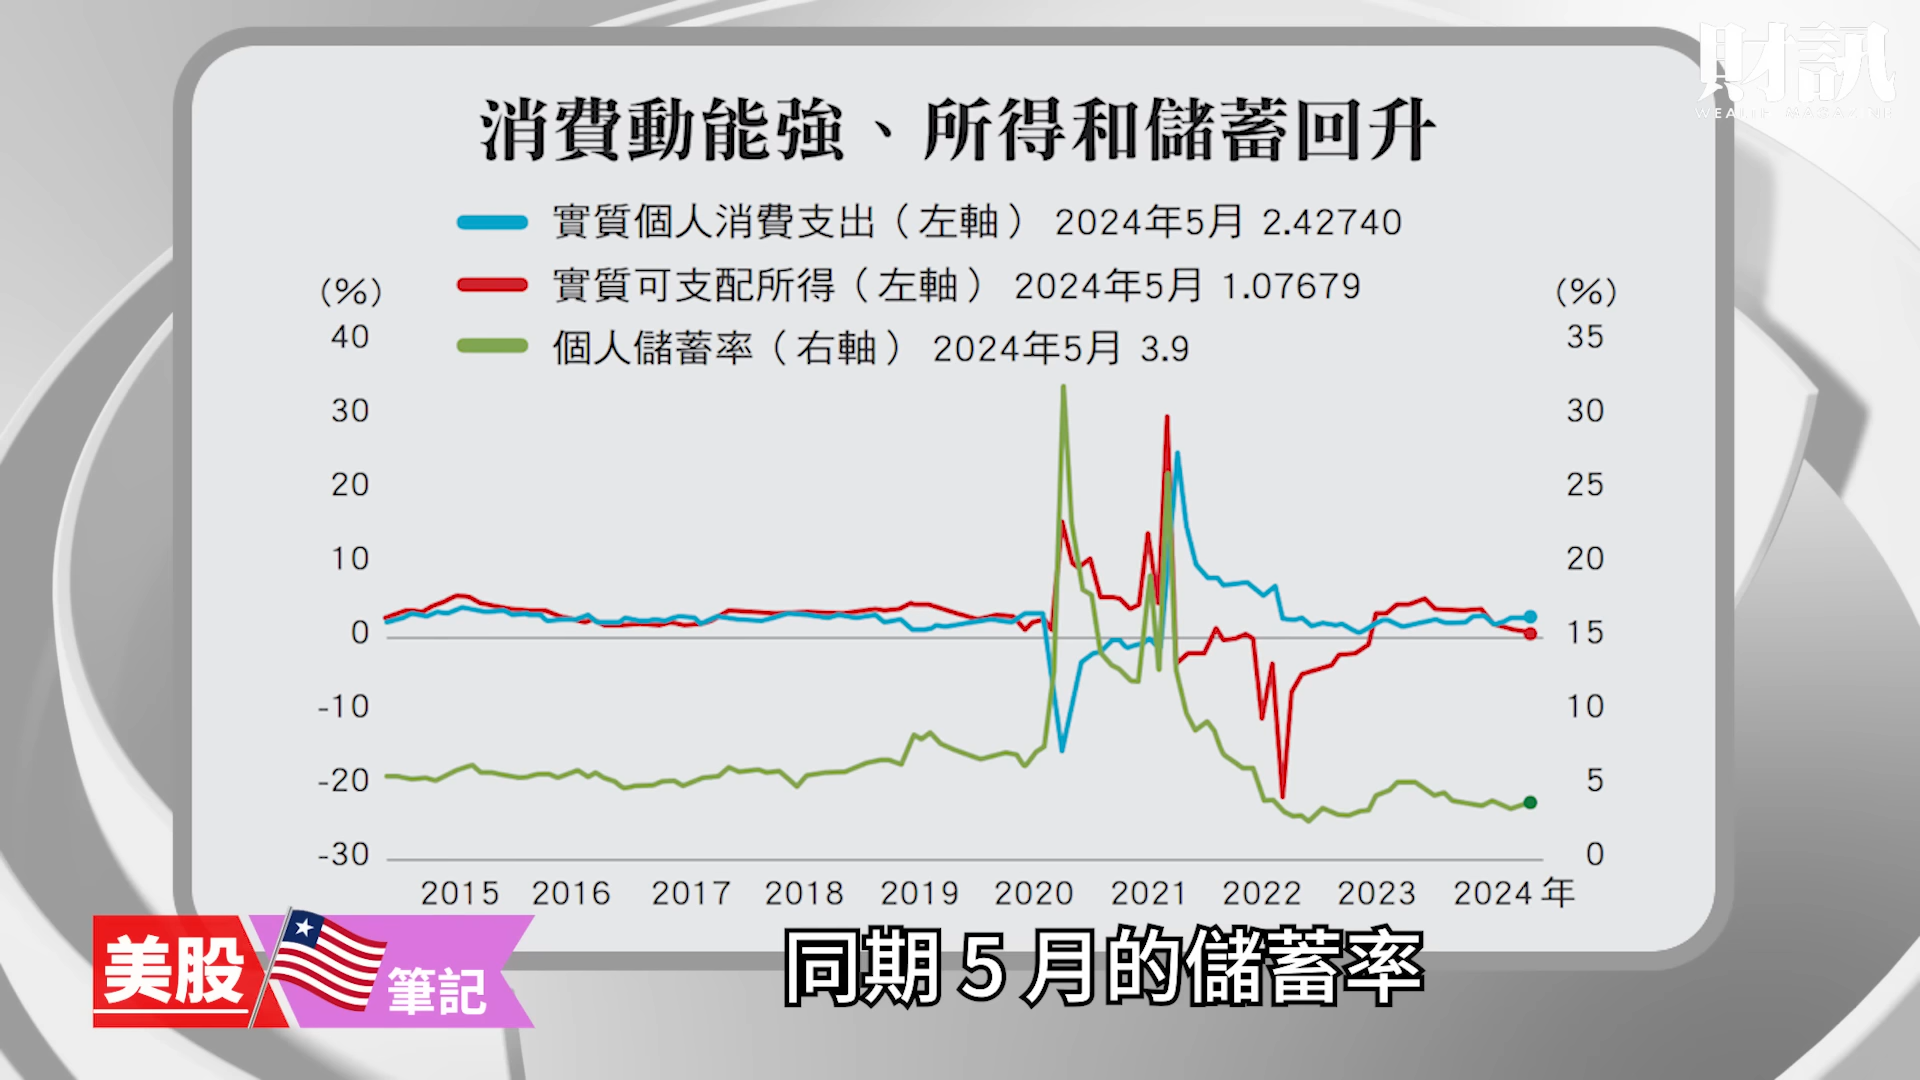 財訊
WEALTH MAGAZINE
消費動能強、所得和儲蓄回升
實質個人消費支出（左軸） 2024年5月 2.42740
實質可支配所得（左軸） 2024年5月 1.07679
個人儲蓄率（右軸） 2024年5月 3.9
(%) (%)
40 35
30 30
20 25
10 20
0 15
-10 10
-20 5
-30 0
2015 2016 2017 2018 2019 2020 2021 2022 2023 2024年
美股 筆記
同期5月的儲蓄率